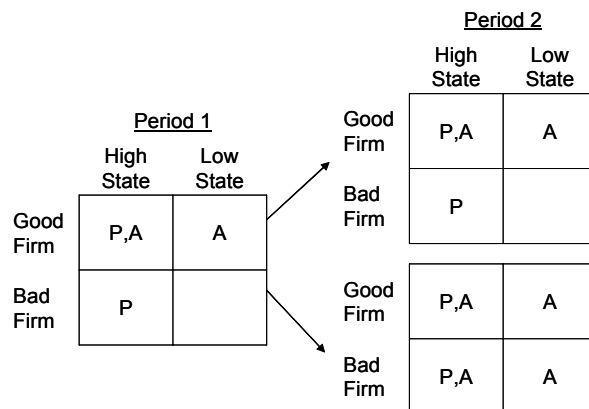 Period 1
High State
Low State
Good Firm
P,A
A
Bad Firm
P
Period 2
High State
Low State
Good Firm
P,A
A
Bad Firm
P
Good Firm
P,A
A
Bad Firm
P,A
A